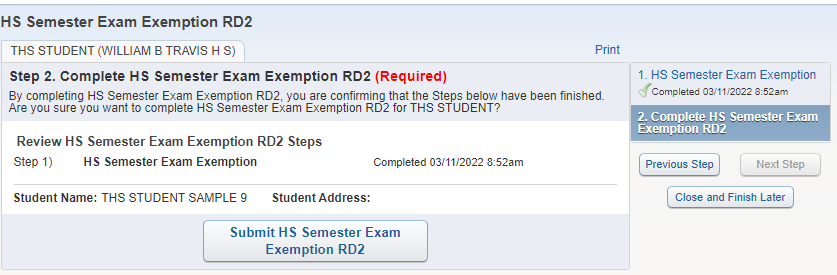 HS Semester Exam Exemption RD2
THS STUDENT (WILLIAM B TRAVIS H S)
Print
Step 2. Complete HS Semester Exam Exemption RD2 (Required)
By completing HS Semester Exam Exemption RD2, you are confirming that the Steps below have been finished.
Are you sure you want to complete HS Semester Exam Exemption RD2 for THS STUDENT?
Review HS Semester Exam Exemption RD2 Steps
Step 1) HS Semester Exam Exemption Completed 03/11/2022 8:52am
Student Name: THS STUDENT SAMPLE 9 Student Address:
Submit HS Semester Exam
Exemption RD2
1. HS Semester Exam Exemption
Completed 03/11/2022 8:52am
2. Complete HS Semester Exam
Exemption RD2
Previous Step
Next Step
Close and Finish Later